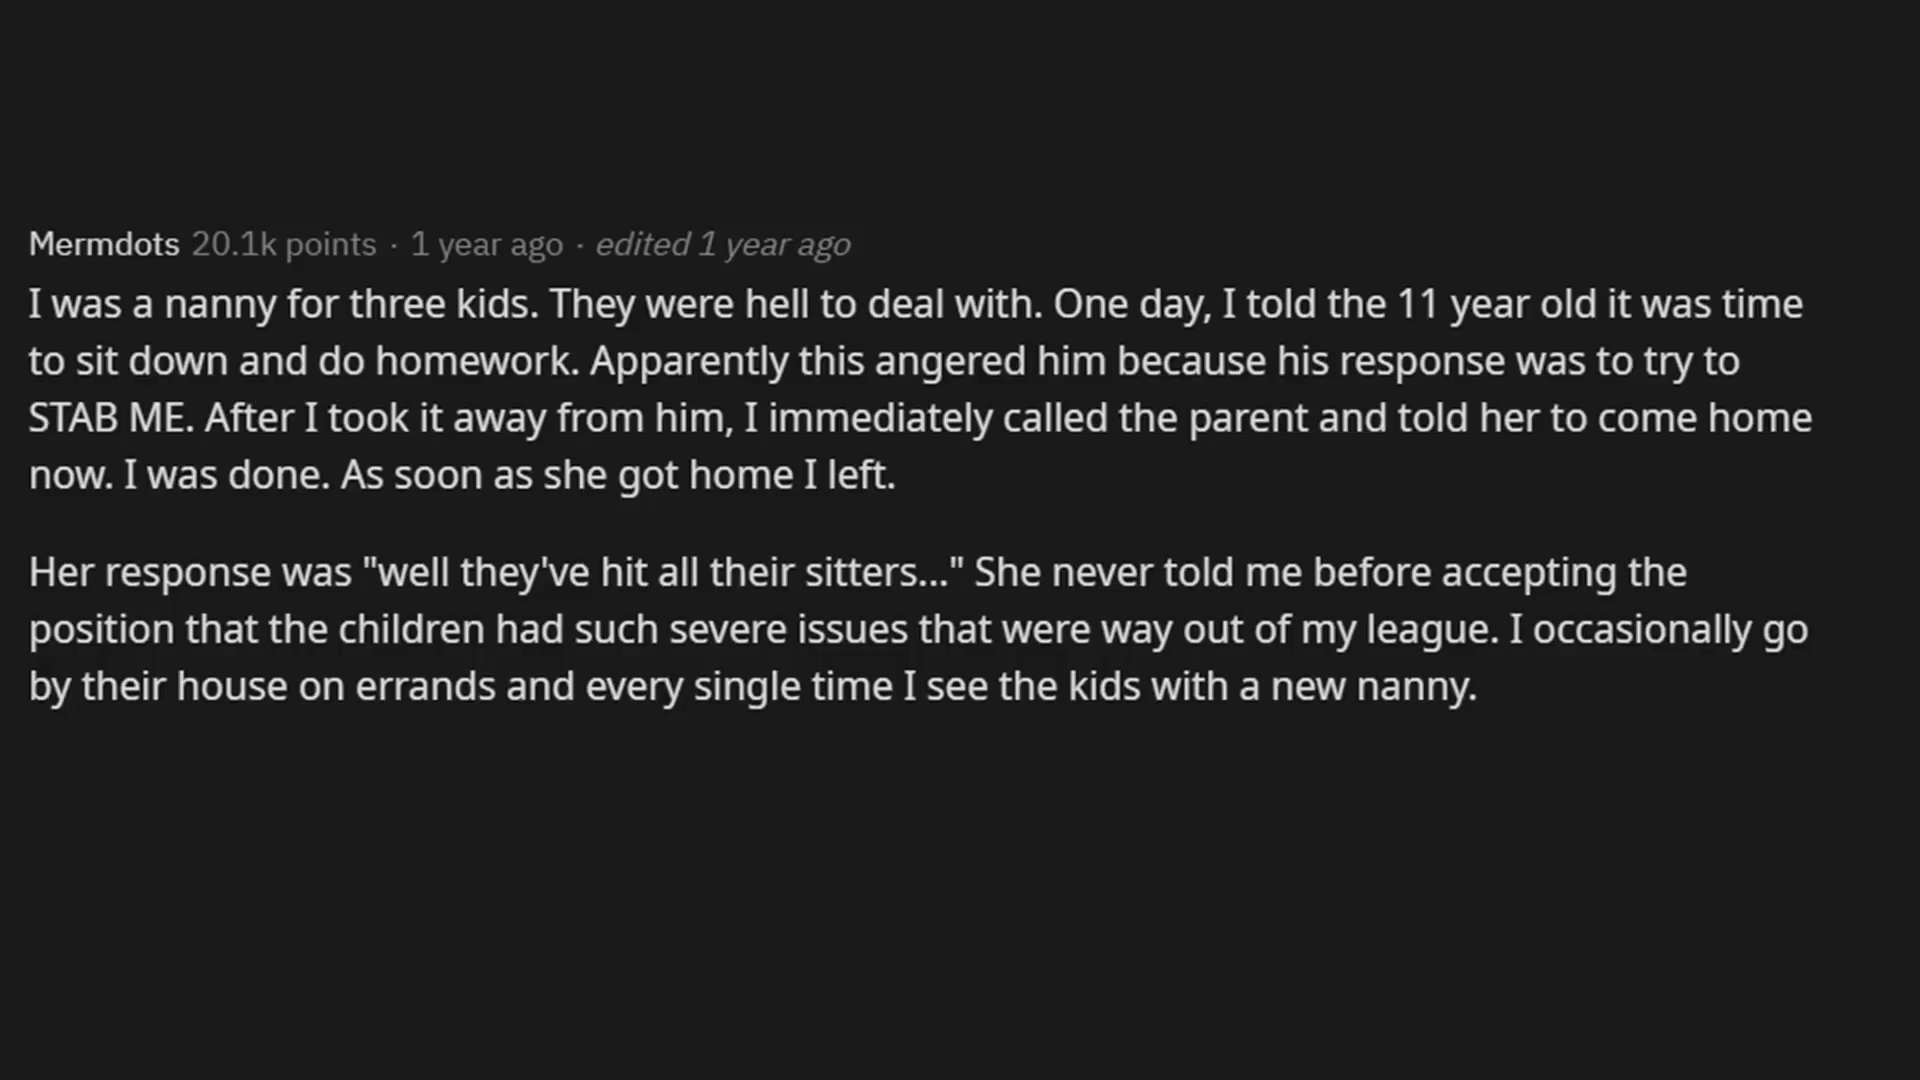 Mermdots 20.1k points · 1 year ago · edited 1 year ago
I was a nanny for three kids. They were hell to deal with. One day, I told the 11 year old it was time
to sit down and do homework. Apparently this angered him because his response was to try to
STAB ME. After I took it away from him, I immediately called the parent and told her to come home
now. I was done. As soon as she got home I left.
Her response was "well they've hit all their sitters..." She never told me before accepting the
position that the children had such severe issues that were way out of my league. I occasionally go
by their house on errands and every single time I see the kids with a new nanny.